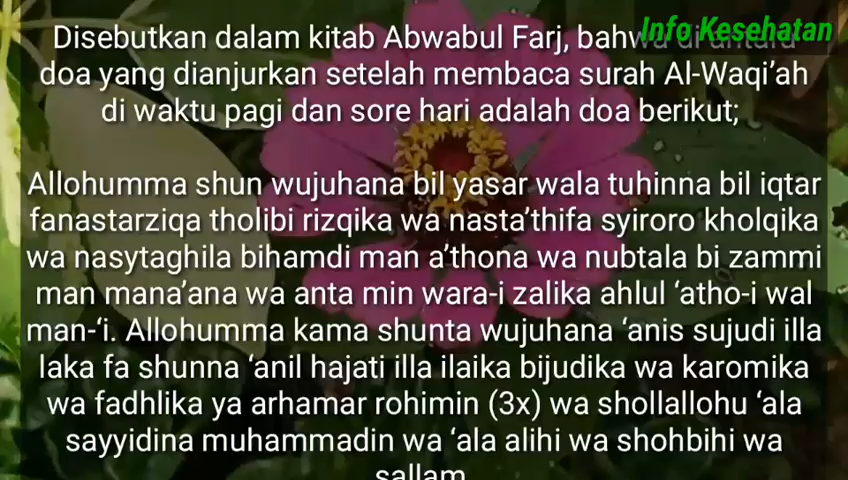 Info Kesehatan
Disebutkan dalam kitab Abwabul Farj, bahwa di antara
doa yang dianjurkan setelah membaca surah Al-Waqi’ah
di waktu pagi dan sore hari adalah doa berikut;
Allohumma shun wujuhana bil yasar wala tuhinna bil iqtar
fanastarziqa tholibi rizqika wa nasta’thifa syiroro kholqika
wa nasytaghila bihamdi man a’thona wa nubtala bi zammi
man mana’ana wa anta min wara-i zalika ahlul ‘atho-i wal
man-‘i. Allohumma kama shunta wujuhana ‘anis sujudi illa
laka fa shunna ‘anil hajati illa ilaika bijudika wa karomika
wa fadhlika ya arhamar rohimin (3x) wa shollallohu ‘ala
sayyidina muhammadin wa ‘ala alihi wa shohbihi wa
sallam